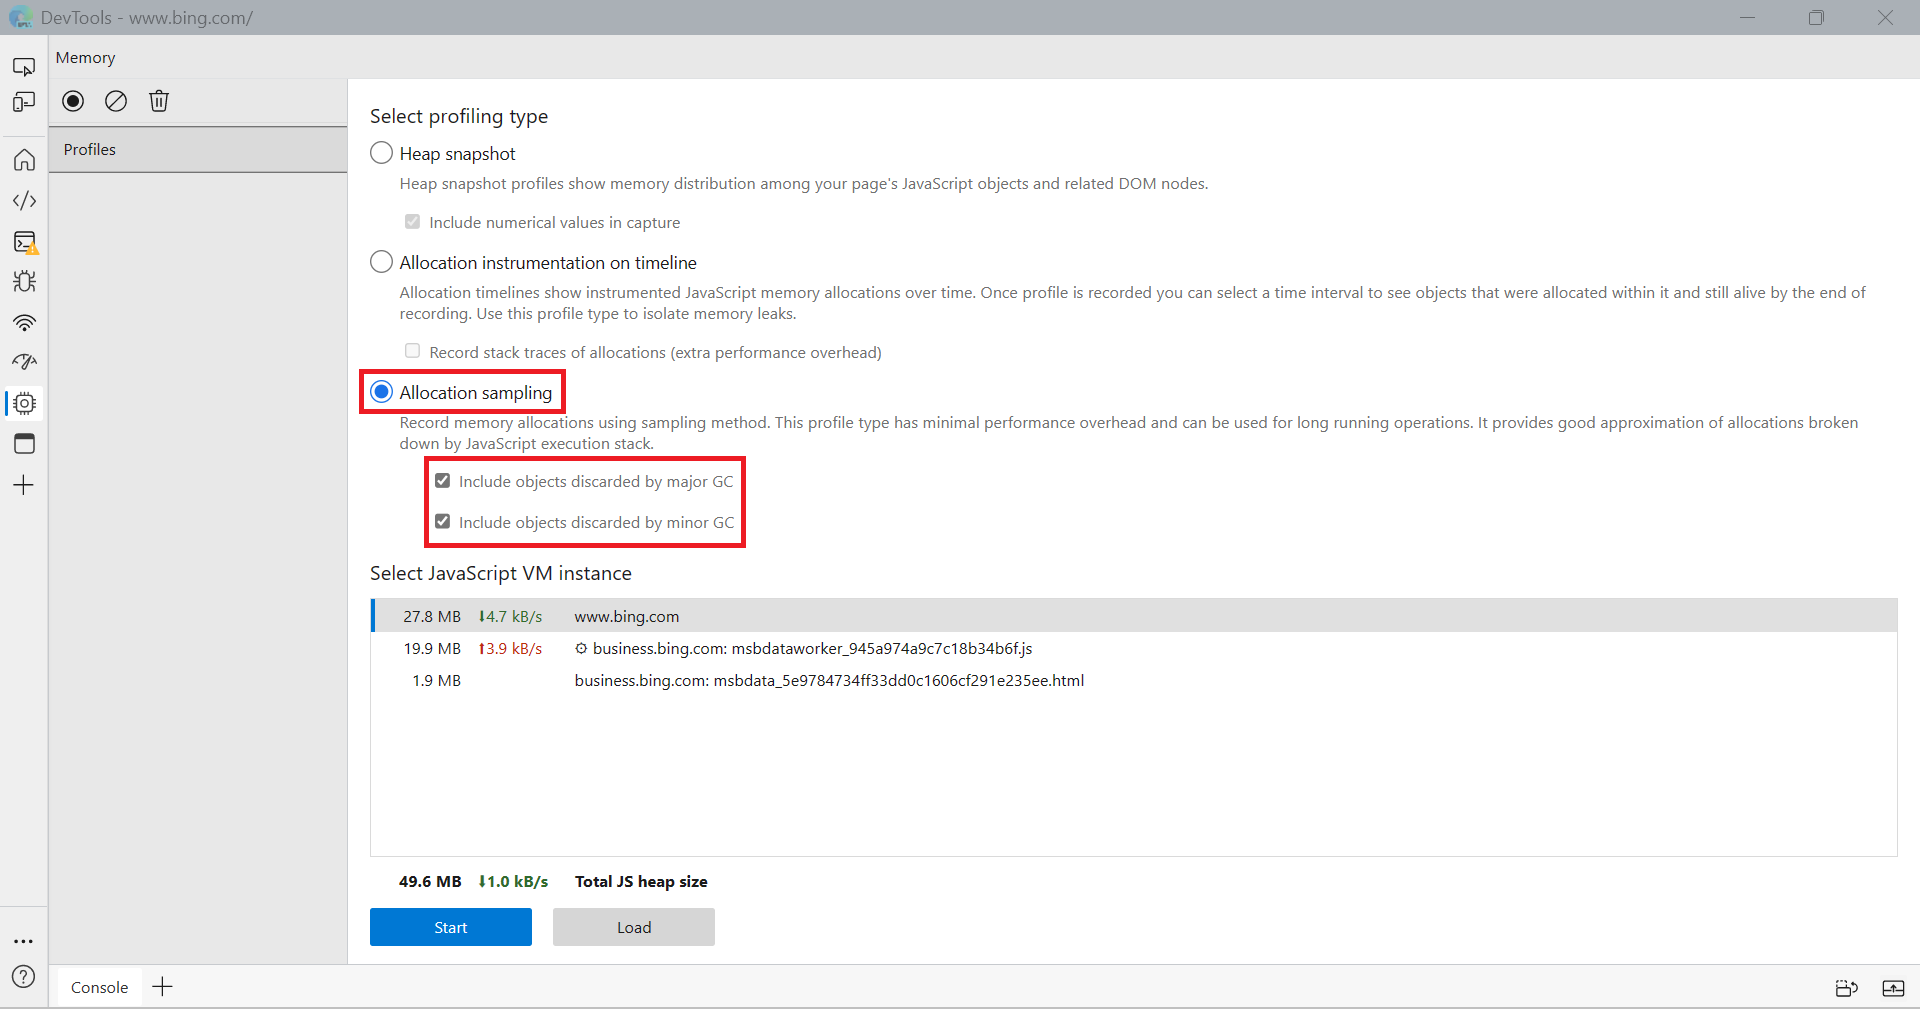 DevTools - www.bing.com/
Memory
Profiles
Select profiling type
Heap snapshot
Heap snapshot profiles show memory distribution among your page's JavaScript objects and related DOM nodes.
Include numerical values in capture
Allocation instrumentation on timeline
Allocation timelines show instrumented JavaScript memory allocations over time. Once profile is recorded you can select a time interval to see objects that were allocated within it and still alive by the end of
recording. Use this profile type to isolate memory leaks.
Record stack traces of allocations (extra performance overhead)
Allocation sampling
Record memory allocations using sampling method. This profile type has minimal performance overhead and can be used for long running operations. It provides good approximation of allocations broken
down by JavaScript execution stack.
Include objects discarded by major GC
Include objects discarded by minor GC
Select JavaScript VM instance
27.8 MB ⬇4.7 kB/s www.bing.com
19.9 MB ⬆3.9 kB/s business.bing.com: msbdataworker_945a974a9c7c18b34b6f.js
1.9 MB business.bing.com: msbdata_5e9784734ff33dd0c1606cf291e235ee.html
49.6 MB ⬇1.0 kB/s Total JS heap size
Start Load
Console